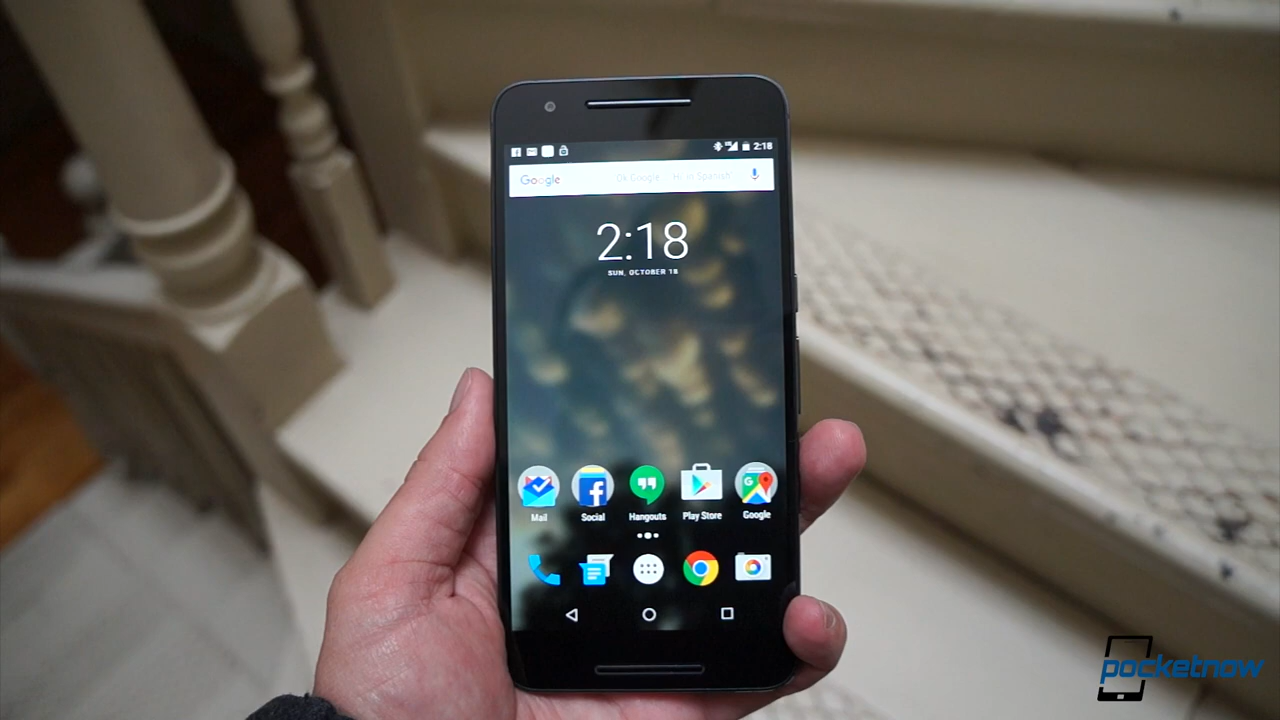 2:18
Google
Ok Google
Hi in Spanish
2:18
SUN, OCTOBER 18
Mail
Social
Hangouts
Play Store
Google
pocketnow